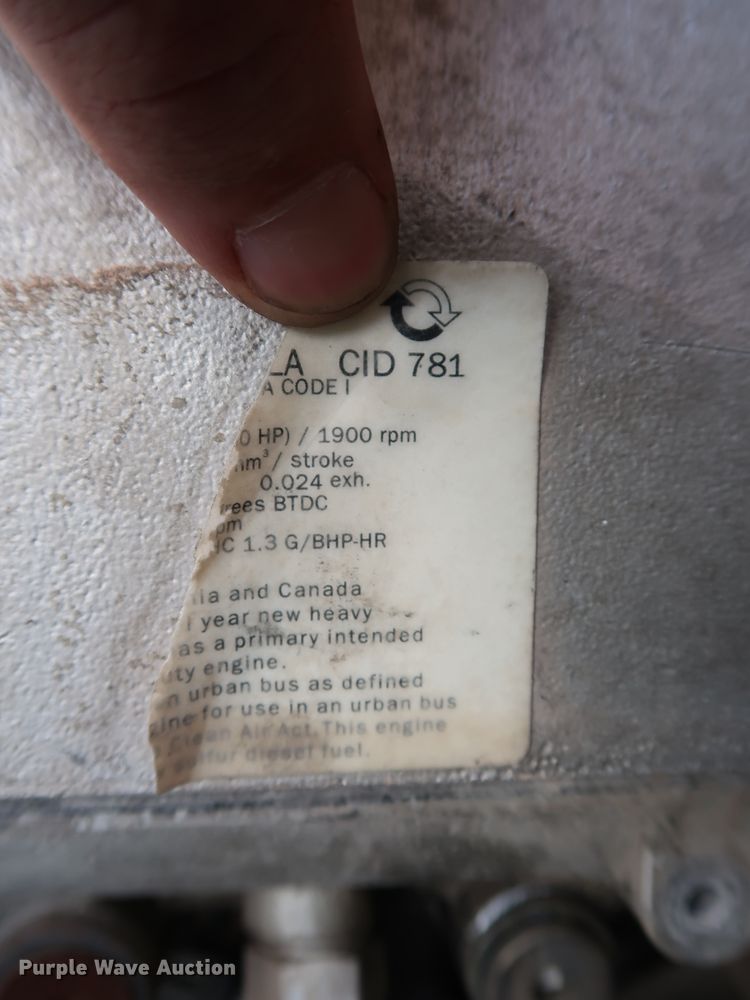 LA CID 781
A CODE I
0 HP) / 1900 rpm
mm³ / stroke
0.024 exh.
rees BTDC
pm
HC 1.3 G/BHP-HR
ia and Canada
year new heavy
as a primary intended
uty engine.
n urban bus as defined
gine for use in an urban bus
Clean Air Act. This engine
sulfur diesel fuel.
Purple Wave Auction